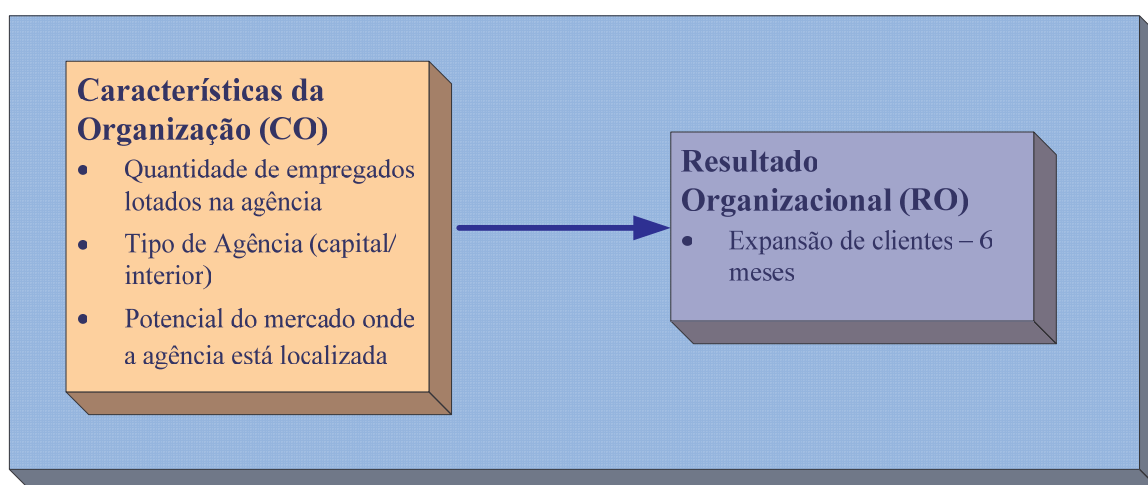 Características da
Organização (CO)
• Quantidade de empregados
lotados na agência
• Tipo de Agência (capital/
interior)
• Potencial do mercado onde
a agência está localizada
Resultado
Organizacional (RO)
• Expansão de clientes – 6
meses